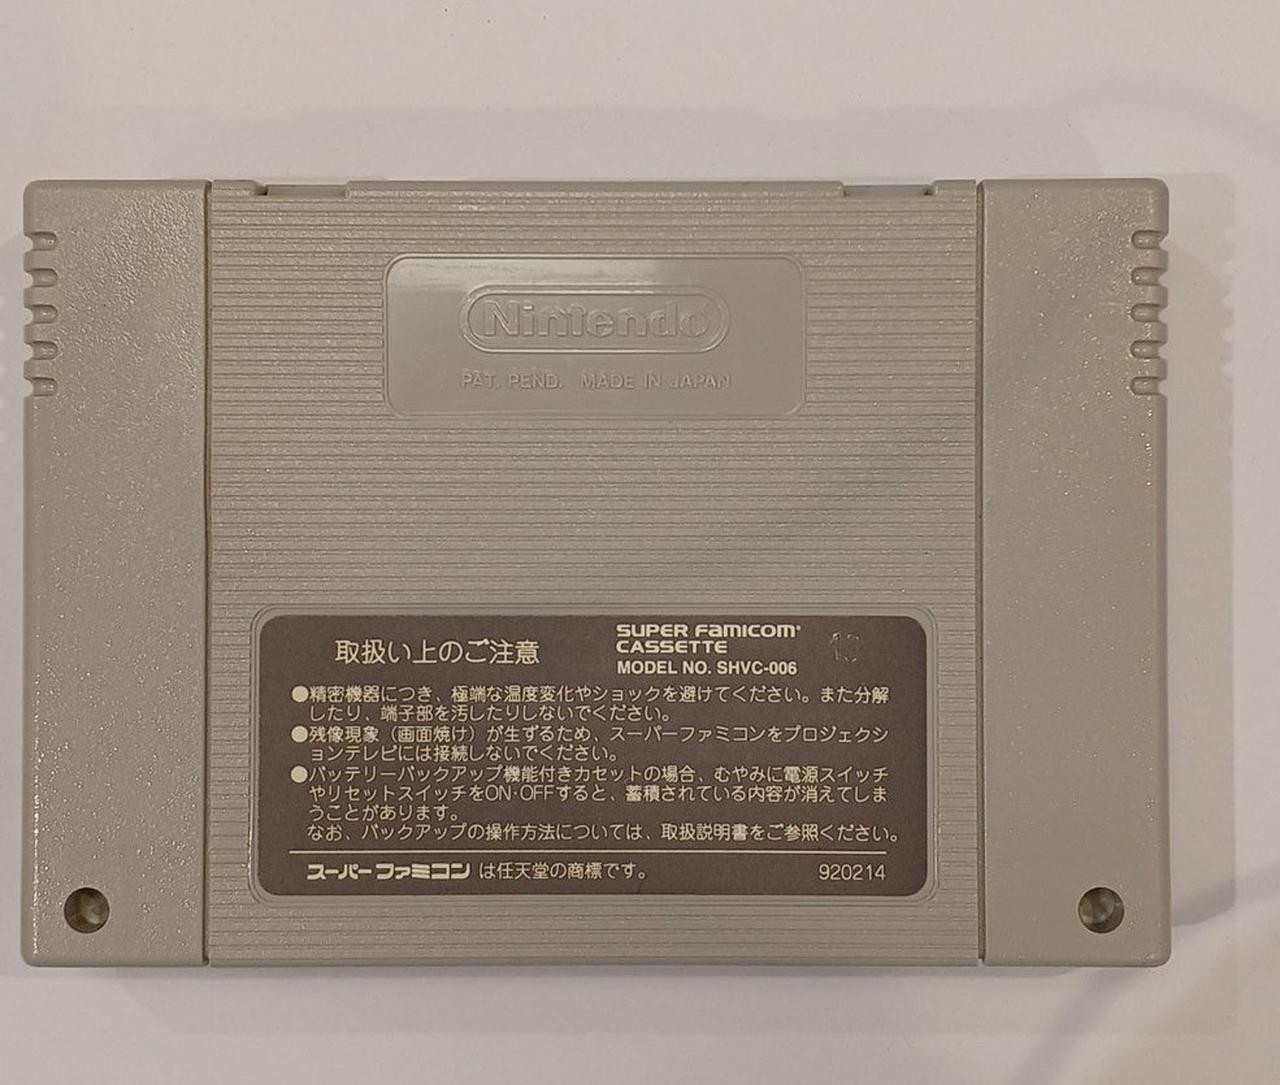 Nintendo
PAT. PEND. MADE IN JAPAN
取扱い上のご注意
SUPER FAMICOM
CASSETTE
MODEL NO. SHVC-006
10
●精密機器につき、極端な温度変化やショックを避けてください。また分解
したり、端子部を汚したりしないでください。
●残像現象（画面焼け）が生ずるため、スーパーファミコンをプロジェクシ
ョンテレビには接続しないでください。
●バッテリーバックアップ機能付きカセットの場合、むやみに電源スイッチ
やリセットスイッチをON·OFFすると、蓄積されている内容が消えてしま
うことがあります。
なお、バックアップの操作方法については、取扱説明書をご参照ください。
スーパーファミコン は任天堂の商標です。
920214